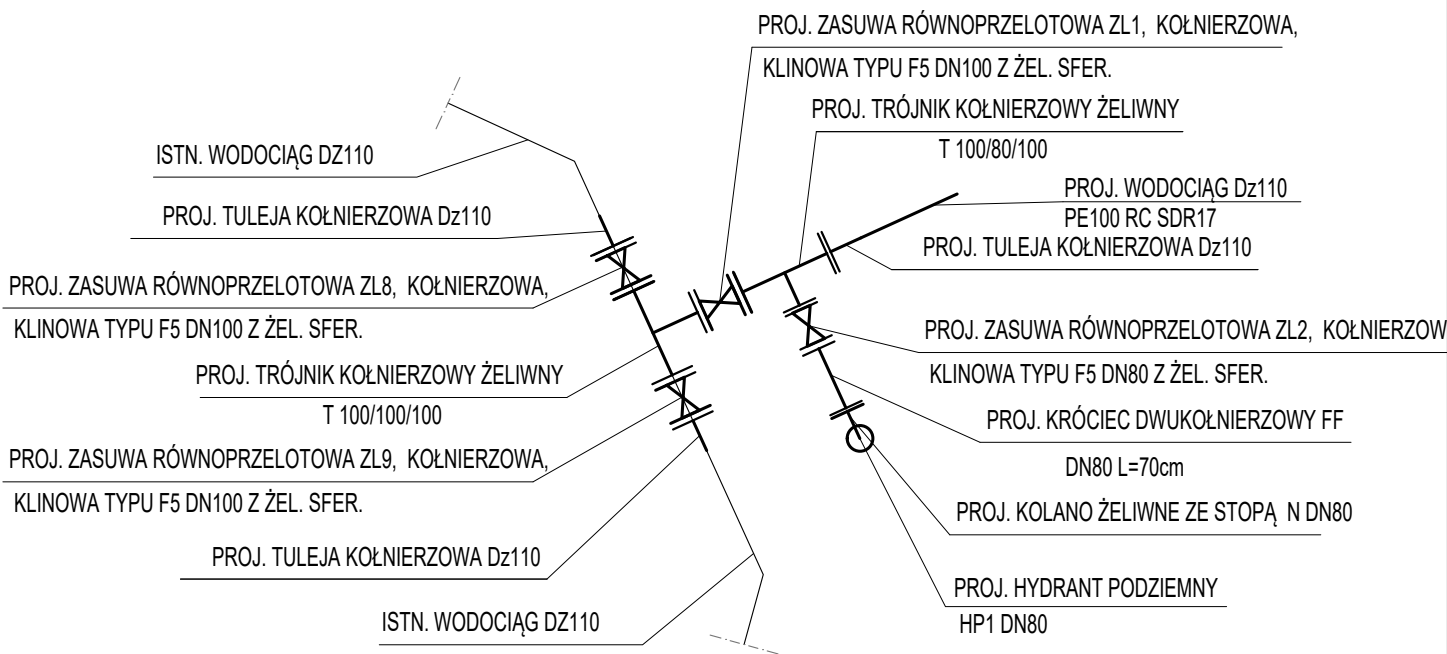 PROJ. ZASUWA RÓWNOPRZELOTOWA ZL1, KOŁNIERZOWA,
KLINOWA TYPU F5 DN100 Z ŻEL. SFER.
PROJ. TRÓJNIK KOŁNIERZOWY ŻELIWNY
T 100/80/100
ISTN. WODOCIĄG DZ110
PROJ. WODOCIĄG Dz110
PE100 RC SDR17
PROJ. TULEJA KOŁNIERZOWA Dz110
PROJ. TULEJA KOŁNIERZOWA Dz110
PROJ. ZASUWA RÓWNOPRZELOTOWA ZL8, KOŁNIERZOWA,
KLINOWA TYPU F5 DN100 Z ŻEL. SFER.
PROJ. ZASUWA RÓWNOPRZELOTOWA ZL2, KOŁNIERZOW
KLINOWA TYPU F5 DN80 Z ŻEL. SFER.
PROJ. TRÓJNIK KOŁNIERZOWY ŻELIWNY
T 100/100/100
PROJ. KRÓCIEC DWUKOŁNIERZOWY FF
DN80 L=70cm
PROJ. ZASUWA RÓWNOPRZELOTOWA ZL9, KOŁNIERZOWA,
KLINOWA TYPU F5 DN100 Z ŻEL. SFER.
PROJ. KOLANO ŻELIWNE ZE STOPĄ N DN80
PROJ. TULEJA KOŁNIERZOWA Dz110
PROJ. HYDRANT PODZIEMNY
HP1 DN80
ISTN. WODOCIĄG DZ110